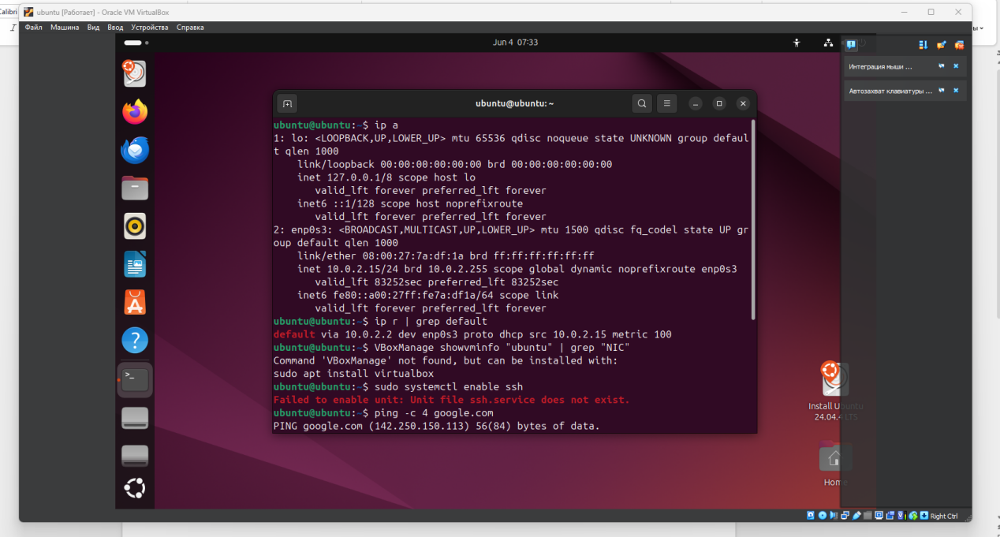 Calibri
ubuntu [Работает] - Oracle VM VirtualBox
Файл Машина Вид Ввод Устройства Справка
Jun 4 07:33
Интеграция мыши ...
Автозахват клавиатуры ...
ubuntu@ubuntu: ~
ubuntu@ubuntu:~$ ip a
1: lo: <LOOPBACK,UP,LOWER_UP> mtu 65536 qdisc noqueue state UNKNOWN group defaul
t qlen 1000
link/loopback 00:00:00:00:00:00 brd 00:00:00:00:00:00
inet 127.0.0.1/8 scope host lo
valid_lft forever preferred_lft forever
inet6 ::1/128 scope host noprefixroute
valid_lft forever preferred_lft forever
2: enp0s3: <BROADCAST,MULTICAST,UP,LOWER_UP> mtu 1500 qdisc fq_codel state UP gr
oup default qlen 1000
link/ether 08:00:27:7a:df:1a brd ff:ff:ff:ff:ff:ff
inet 10.0.2.15/24 brd 10.0.2.255 scope global dynamic noprefixroute enp0s3
valid_lft 83252sec preferred_lft 83252sec
inet6 fe80::a00:27ff:fe7a:df1a/64 scope link
valid_lft forever preferred_lft forever
ubuntu@ubuntu:~$ ip r | grep default
default via 10.0.2.2 dev enp0s3 proto dhcp src 10.0.2.15 metric 100
ubuntu@ubuntu:~$ VBoxManage showvminfo "ubuntu" | grep "NIC"
Command 'VBoxManage' not found, but can be installed with:
sudo apt install virtualbox
ubuntu@ubuntu:~$ sudo systemctl enable ssh
Failed to enable unit: Unit file ssh.service does not exist.
ubuntu@ubuntu:~$ ping -c 4 google.com
PING google.com (142.250.150.113) 56(84) bytes of data.
Install Ubuntu
24.04.4 LTS
Home
Right Ctrl